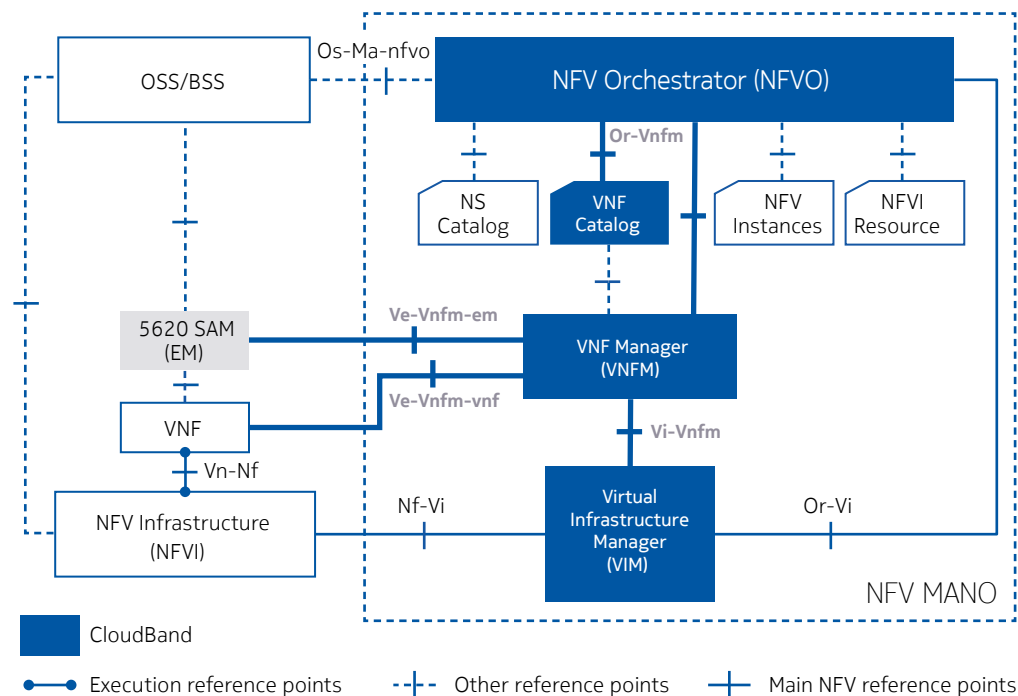 Os-Ma-nfvo
OSS/BSS
NFV Orchestrator (NFVO)
Or-Vnfm
NS
Catalog
VNF
Catalog
NFV
Instances
NFVI
Resource
5620 SAM
(EM)
Ve-Vnfm-em
VNF Manager
(VNFM)
Ve-Vnfm-vnf
VNF
Vi-Vnfm
Vn-Nf
NFV Infrastructure
(NFVI)
Nf-Vi
Virtual
Infrastructure
Manager
(VIM)
Or-Vi
NFV MANO
CloudBand
Execution reference points
Other reference points
Main NFV reference points